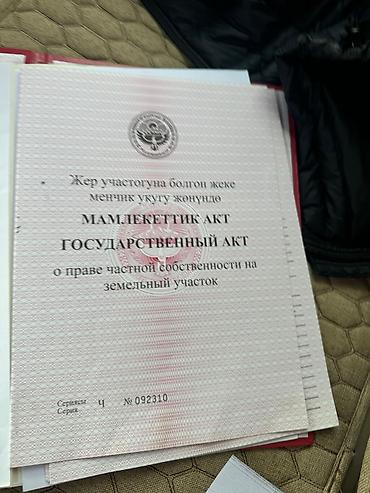 Жер участогуна болгон жеке
менчик укугу жөнүндө
МАМЛЕКЕТТИК АКТ
ГОСУДАРСТВЕННЫЙ АКТ
о праве частной собственности на
земельный участок
Сериясы
Серия
Ч № 092310